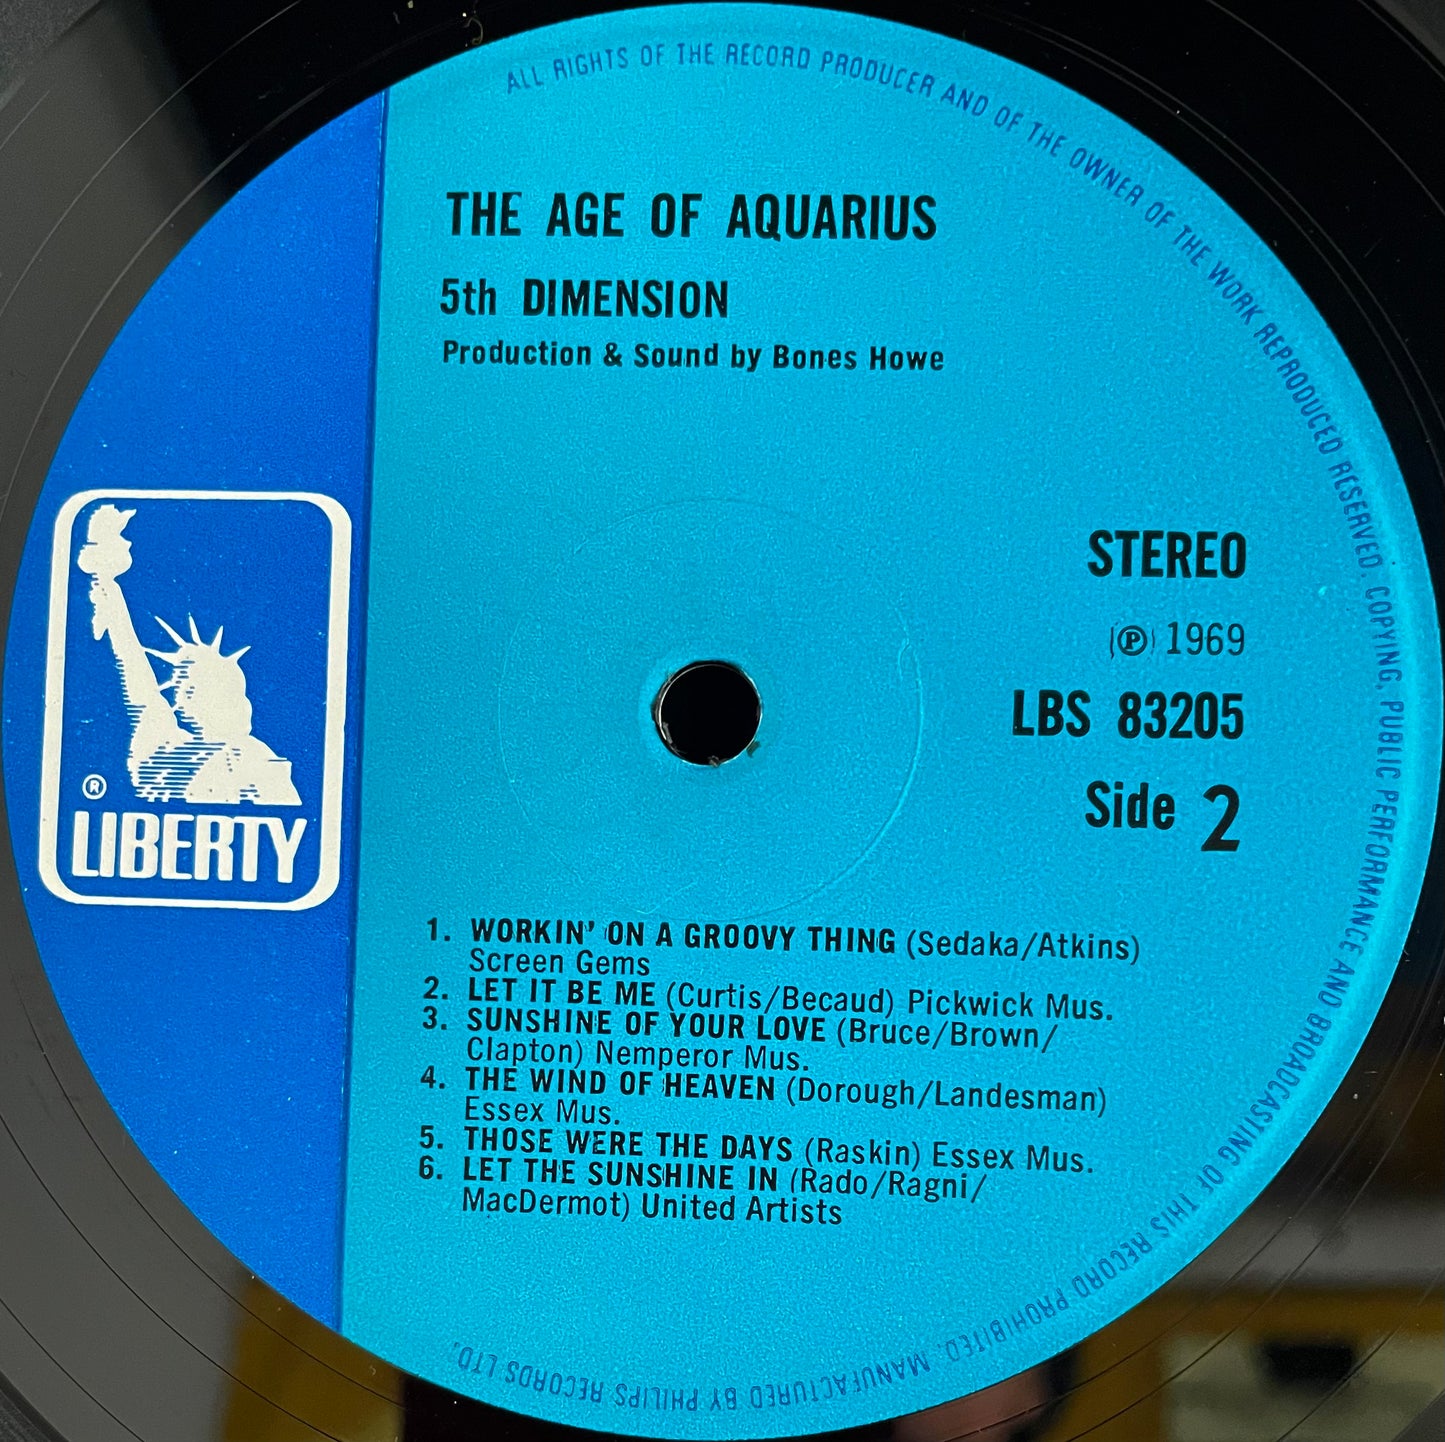 ALL RIGHTS OF THE RECORD PRODUCER AND OF THE OWNER OF THE WORK REPRODUCED RESERVED. COPYING, PUBLIC PERFORMANCE AND BROADCASTING OF THIS RECORD PROHIBITED. MANUFACTURED BY PHILIPS RECORDS LTD.
THE AGE OF AQUARIUS
5th DIMENSION
Production & Sound by Bones Howe
STEREO
(℗) 1969
LBS 83205
Side 2
®
LIBERTY
1. WORKIN' ON A GROOVY THING (Sedaka/Atkins)
Screen Gems
2. LET IT BE ME (Curtis/Becaud) Pickwick Mus.
3. SUNSHINE OF YOUR LOVE (Bruce/Brown/
Clapton) Nemperor Mus.
4. THE WIND OF HEAVEN (Dorough/Landesman)
Essex Mus.
5. THOSE WERE THE DAYS (Raskin) Essex Mus.
6. LET THE SUNSHINE IN (Rado/Ragni/
MacDermot) United Artists